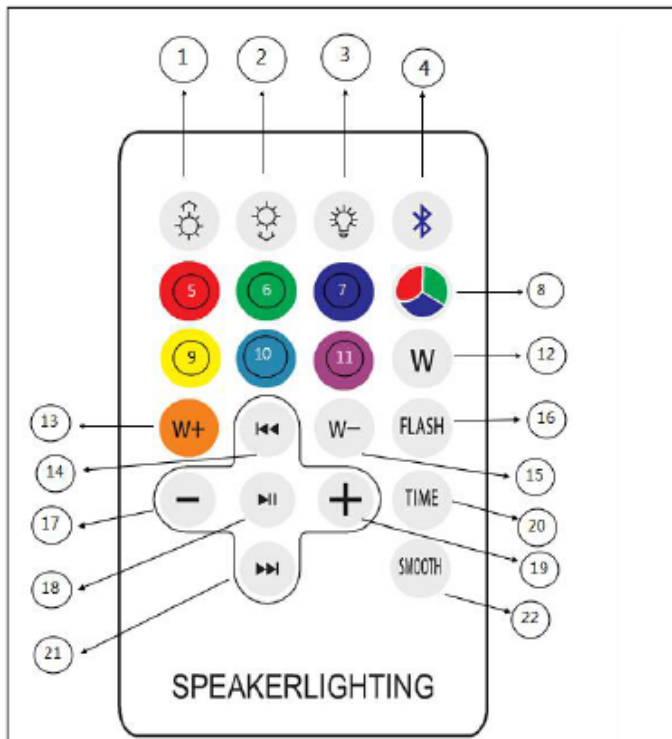 1 2 3 4
5 6 7 8
9 10 11 W 12
13 W+ W− FLASH 16
14 15
17 − + TIME 20
18 19
SMOOTH
21 22
SPEAKERLIGHTING